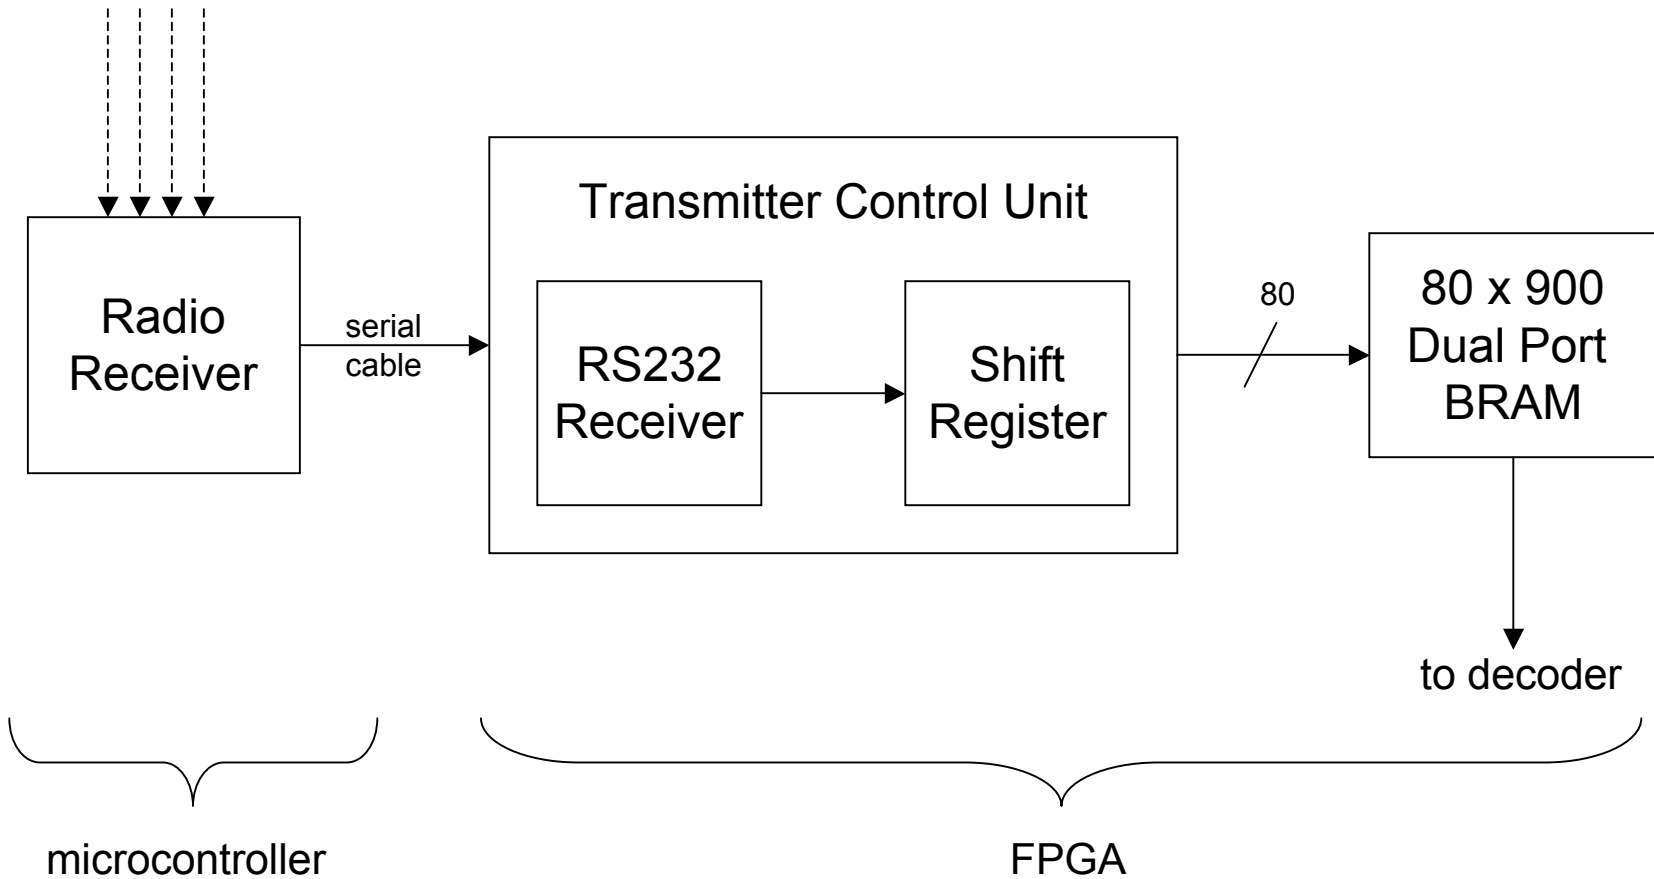 Transmitter Control Unit
Radio
Receiver
serial
cable
RS232
Receiver
Shift
Register
80
80 x 900
Dual Port
BRAM
to decoder
microcontroller
FPGA